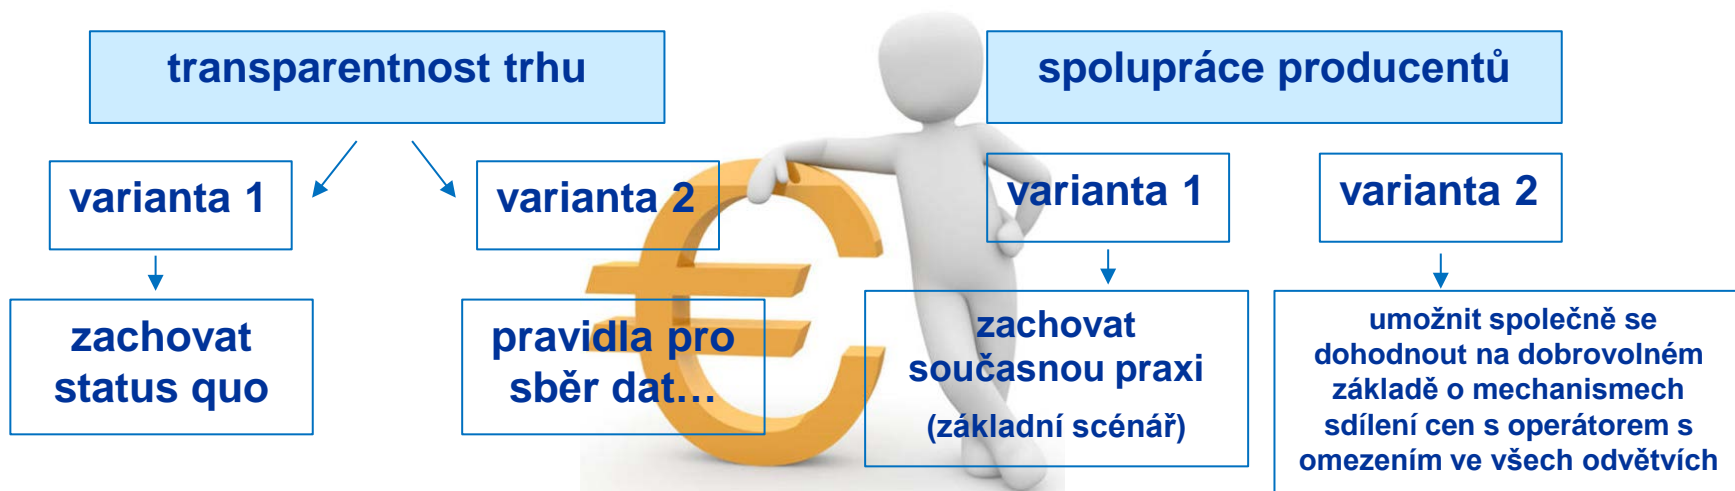 transparentnost trhu
spolupráce producentů
varianta 1
varianta 2
varianta 1
varianta 2
zachovat
status quo
pravidla pro
sběr dat…
zachovat
současnou praxi
(základní scénář)
umožnit společně se
dohodnout na dobrovolném
základě o mechanismech
sdílení cen s operátorem s
omezením ve všech odvětvích